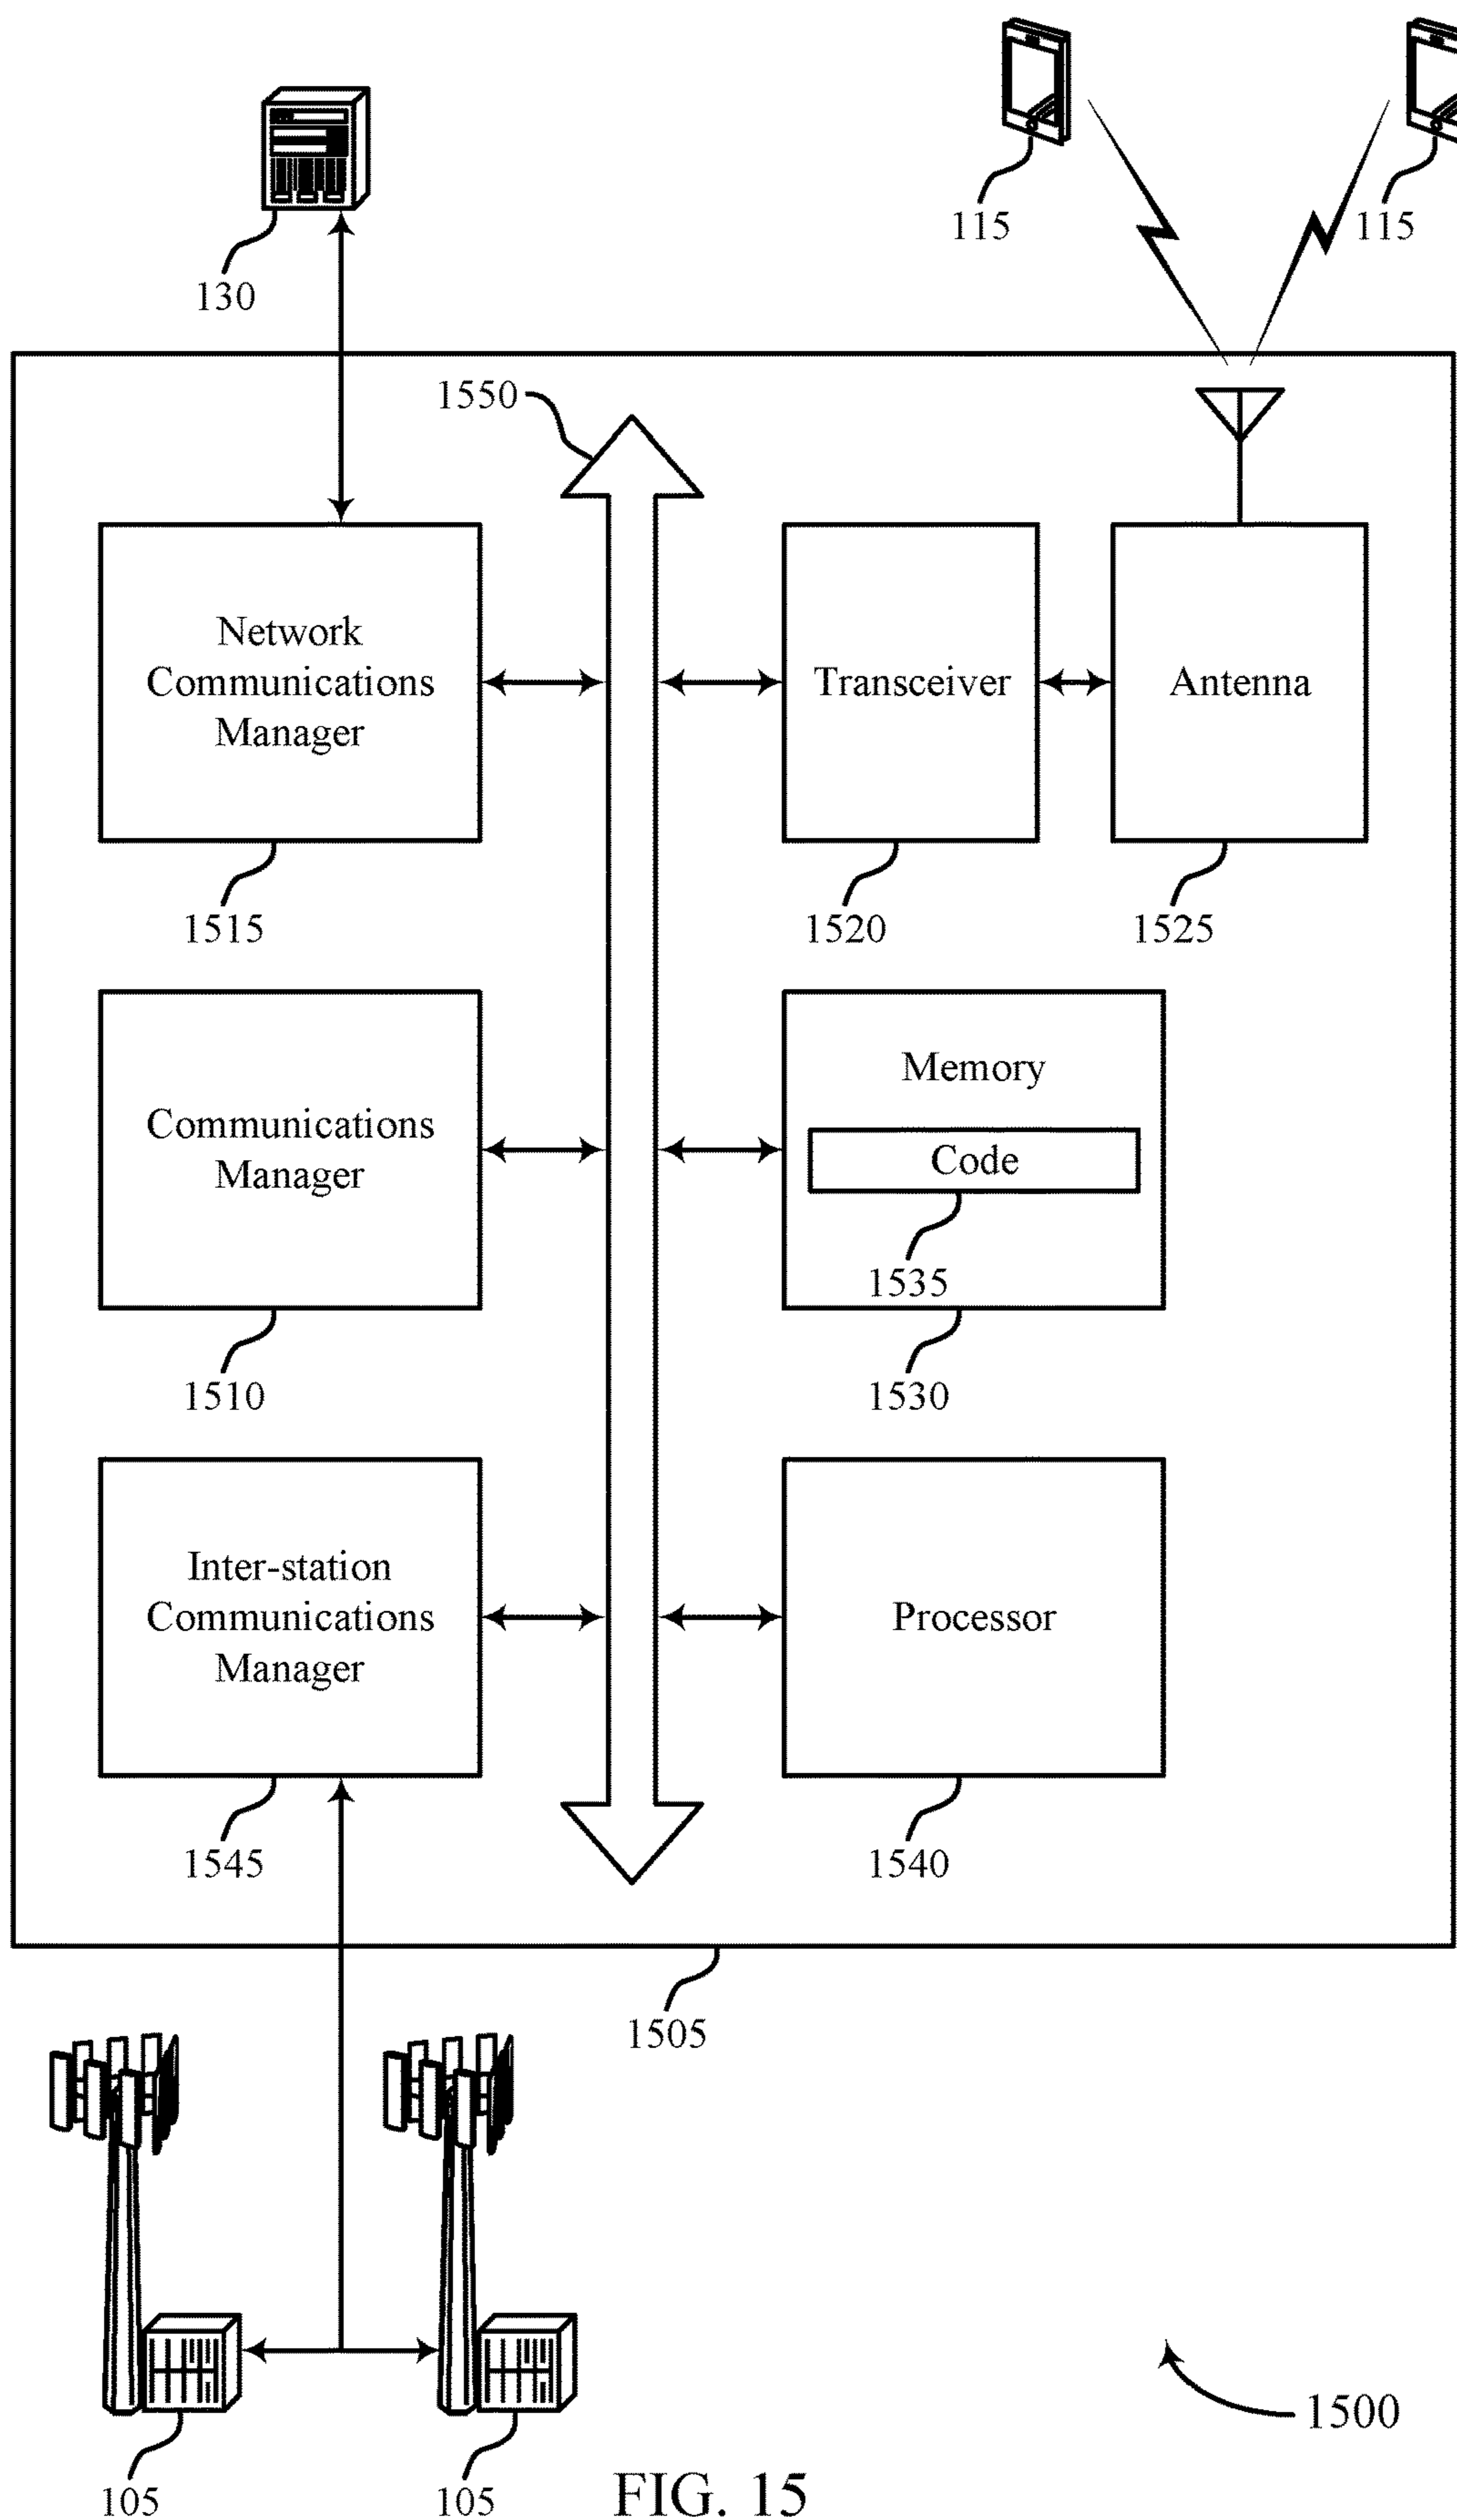 115
115
130
1550
Network
Communications
Manager
Transceiver
Antenna
1515
1520
1525
Communications
Manager
Memory
Code
1535
1510
1530
Inter-station
Communications
Manager
Processor
1545
1540
1505
1500
105
105
FIG. 15